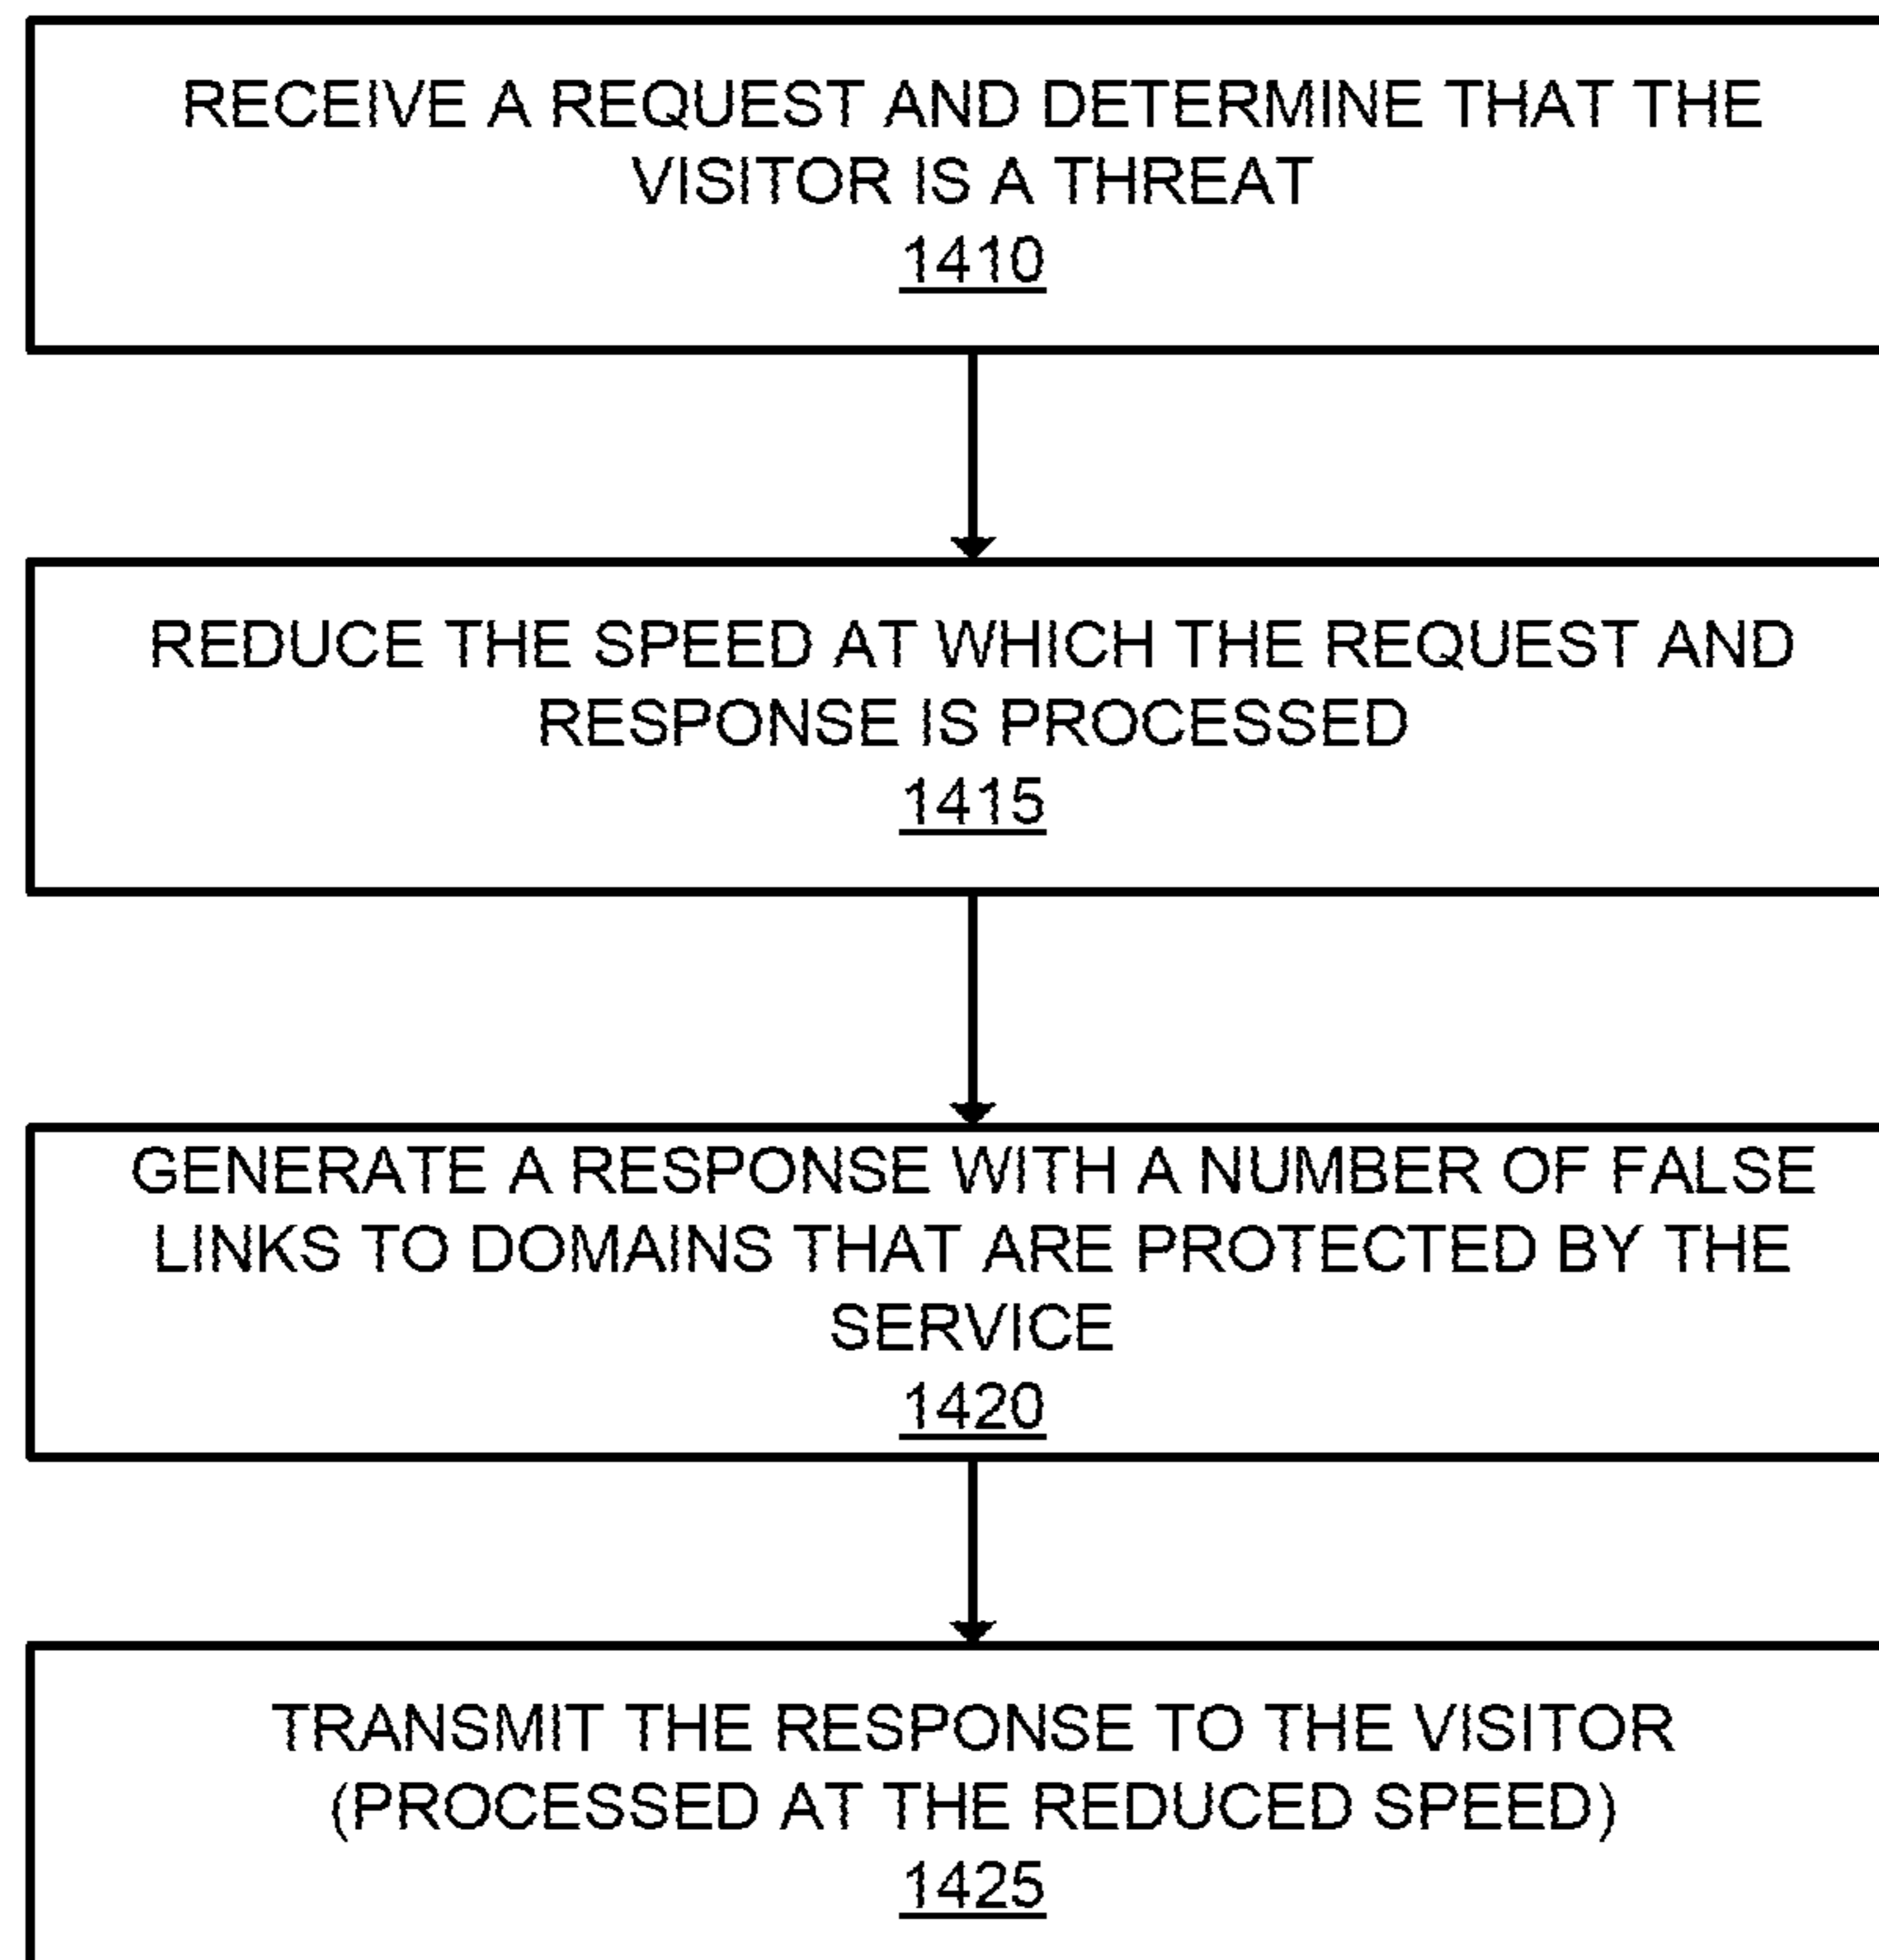 RECEIVE A REQUEST AND DETERMINE THAT THE
VISITOR IS A THREAT
1410
REDUCE THE SPEED AT WHICH THE REQUEST AND
RESPONSE IS PROCESSED
1415
GENERATE A RESPONSE WITH A NUMBER OF FALSE
LINKS TO DOMAINS THAT ARE PROTECTED BY THE
SERVICE
1420
TRANSMIT THE RESPONSE TO THE VISITOR
(PROCESSED AT THE REDUCED SPEED)
1425